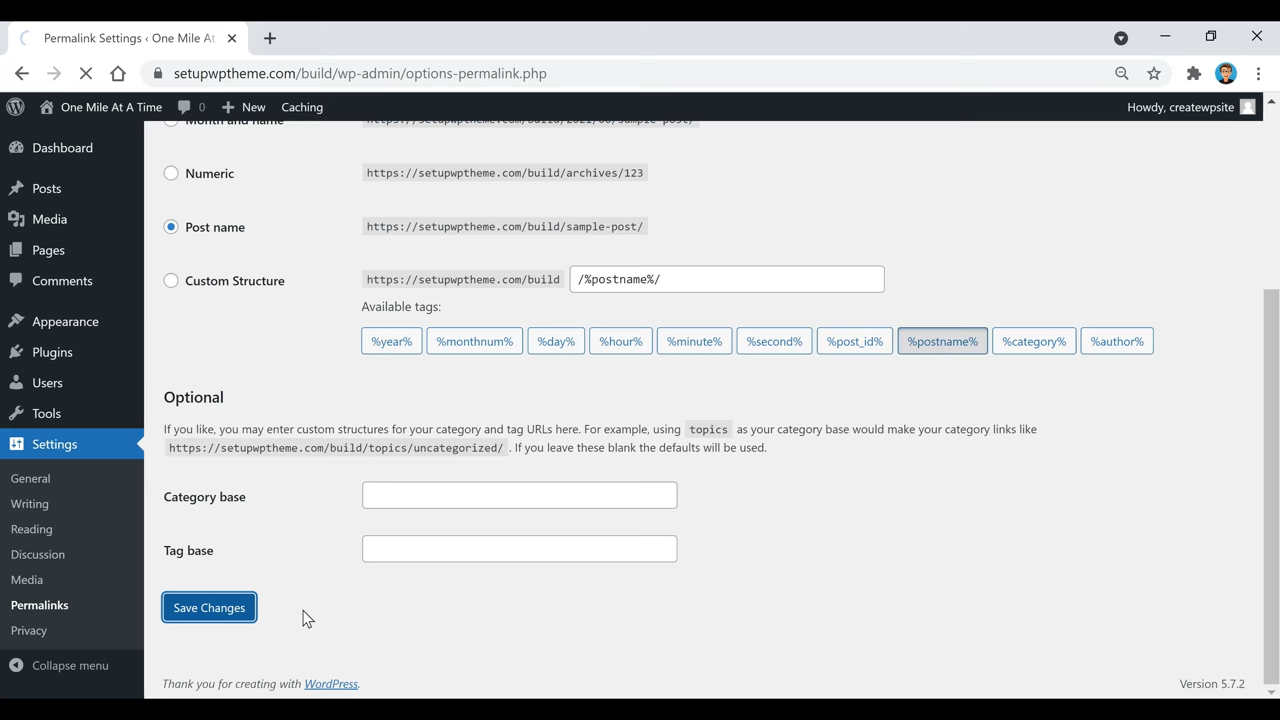 Permalink Settings ‹ One Mile At
setupwptheme.com/build/wp-admin/options-permalink.php
One Mile At A Time 0 New Caching Howdy, createwpsite
Dashboard
Posts
Media
Pages
Comments
Appearance
Plugins
Users
Tools
Settings
General
Writing
Reading
Discussion
Media
Permalinks
Privacy
Collapse menu
Month and name https://setupwptheme.com/build/2021/06/sample-post/
Numeric https://setupwptheme.com/build/archives/123
Post name https://setupwptheme.com/build/sample-post/
Custom Structure https://setupwptheme.com/build /%postname%/
Available tags:
%year% %monthnum% %day% %hour% %minute% %second% %post_id% %postname% %category% %author%
Optional
If you like, you may enter custom structures for your category and tag URLs here. For example, using topics as your category base would make your category links like
https://setupwptheme.com/build/topics/uncategorized/ . If you leave these blank the defaults will be used.
Category base
Tag base
Save Changes
Thank you for creating with WordPress. Version 5.7.2